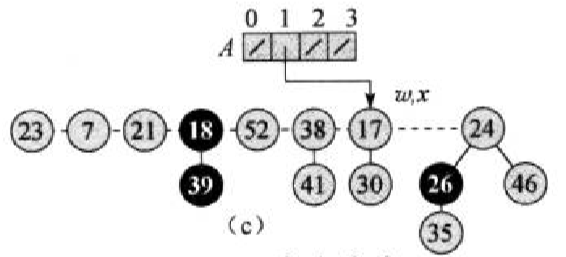 0 1 2 3
A / / /
w,x
23 7 21 18 52 38 17 24
39 41 30 26 46
35
(c)